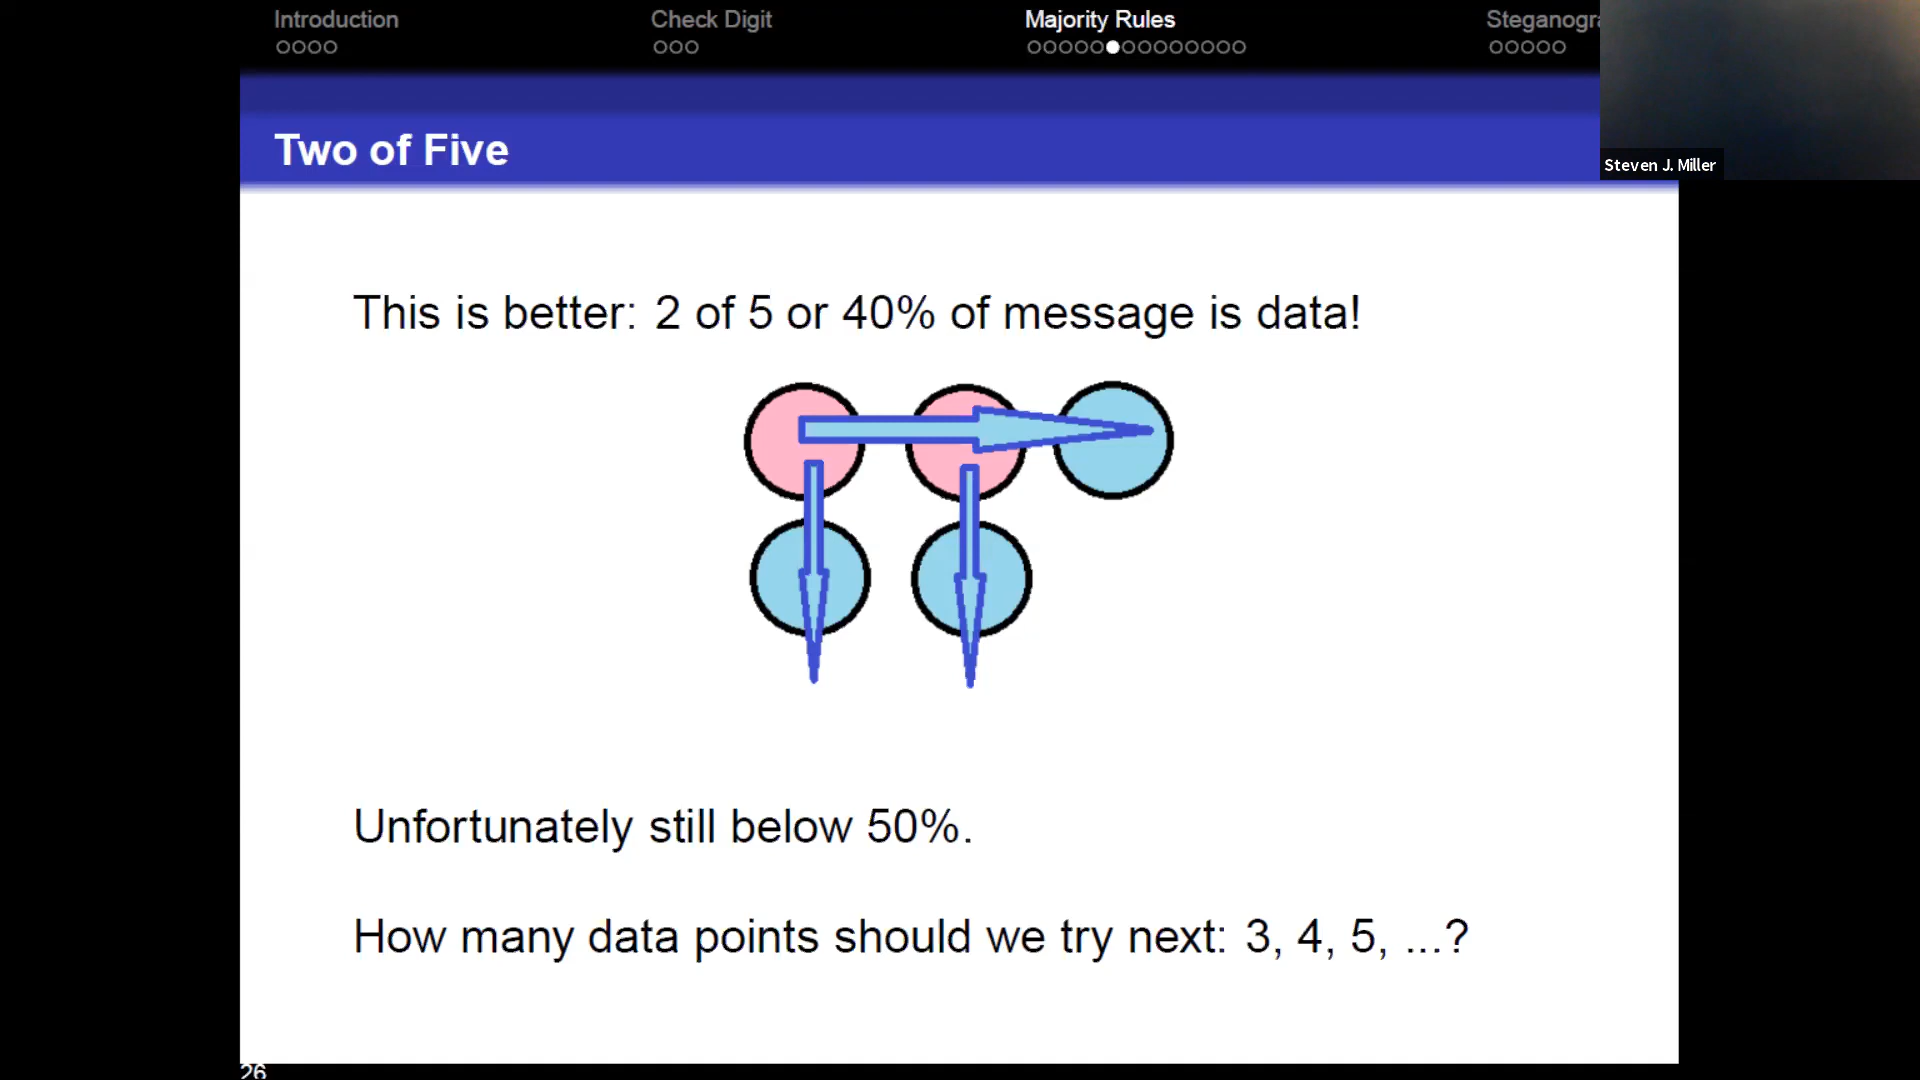 Introduction
Check Digit
Majority Rules
Steganogra
Two of Five
Steven J. Miller
This is better: 2 of 5 or 40% of message is data!
Unfortunately still below 50%.
How many data points should we try next: 3, 4, 5, ...?
26